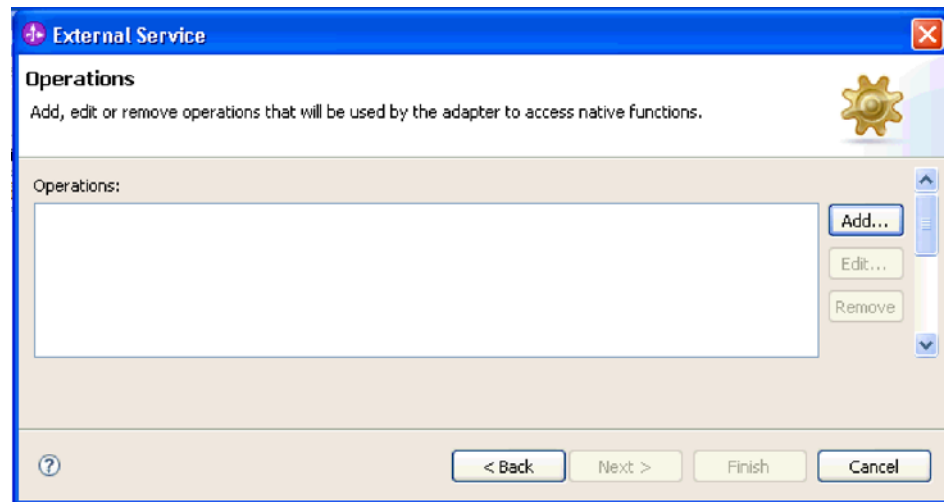 External Service
Operations
Add, edit or remove operations that will be used by the adapter to access native functions.
Operations:
Add...
Edit...
Remove
?
< Back
Next >
Finish
Cancel